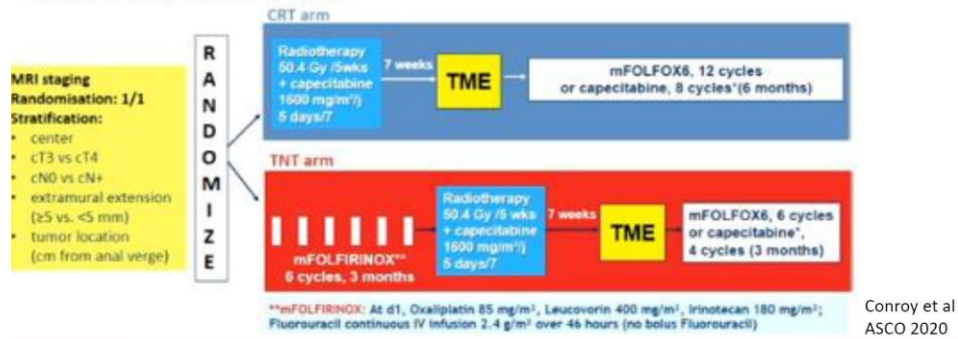 CRT arm
R
A
N
D
O
M
I
Z
E
MRI staging
Randomisation: 1/1
Stratification:
• center
• cT3 vs cT4
• cN0 vs cN+
• extramural extension
(≥5 vs. <5 mm)
• tumor location
(cm from anal verge)
Radiotherapy
50.4 Gy /5wks
+ capecitabine
1600 mg/m²/j
5 days/7
7 weeks
TME
mFOLFOX6, 12 cycles
or capecitabine, 8 cycles*(6 months)
TNT arm
mFOLFIRINOX**
6 cycles, 3 months
Radiotherapy
50.4 Gy /5 wks
+ capecitabine
1600 mg/m²/j
5 days/7
7 weeks
TME
mFOLFOX6, 6 cycles
or capecitabine*,
4 cycles (3 months)
**mFOLFIRINOX: At d1, Oxaliplatin 85 mg/m², Leucovorin 400 mg/m², Irinotecan 180 mg/m²;
Fluorouracil continuous IV infusion 2.4 g/m² over 46 hours (no bolus Fluorouracil)
Conroy et al
ASCO 2020